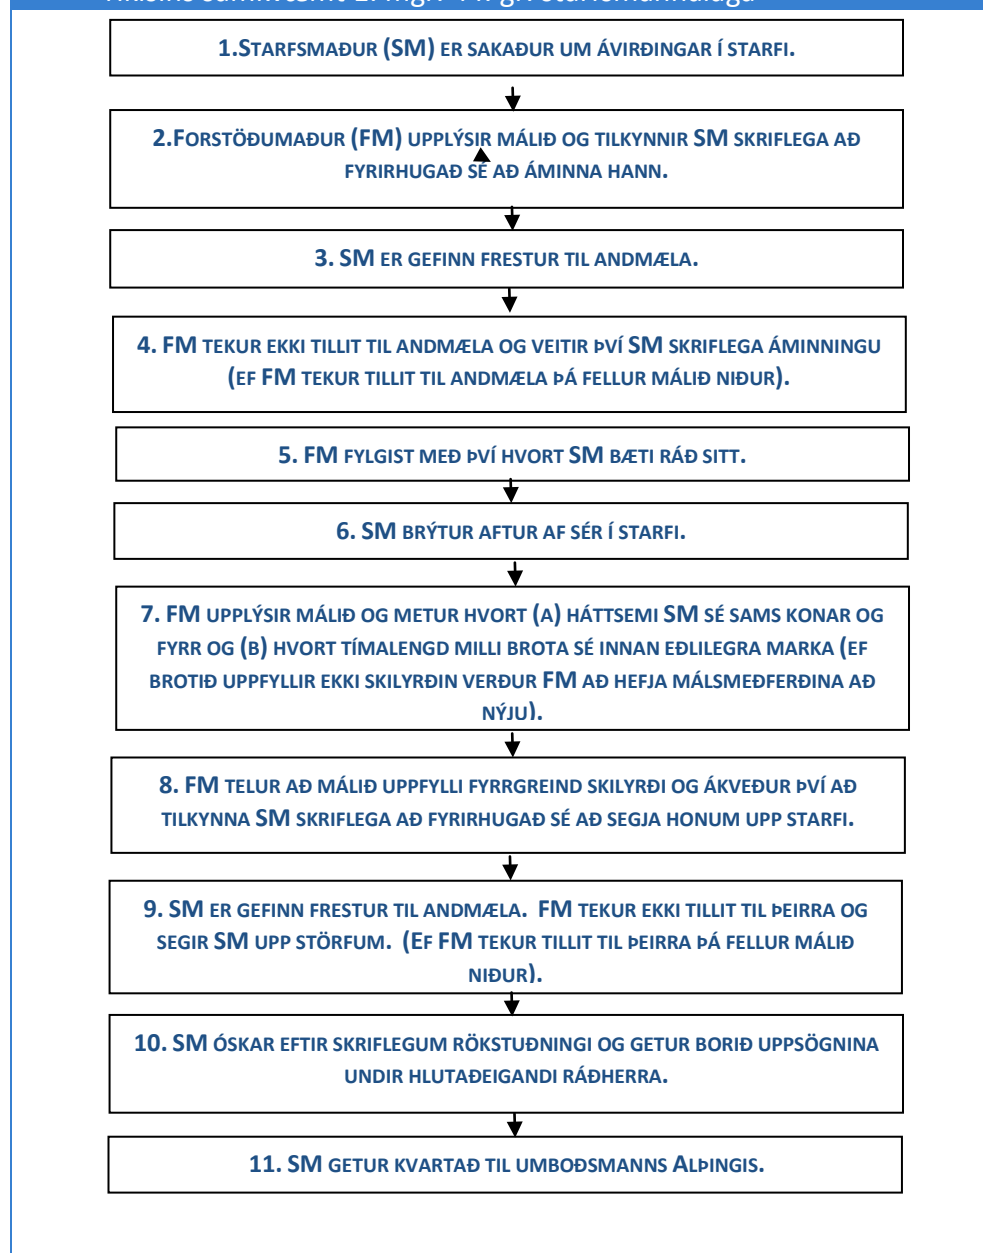 1.Starfsmaður (SM) er sakaður um ávirðingar í starfi.
2.Forstöðumaður (FM) upplýsir málið og tilkynnir SM skriflega að
fyrirhugað sé að áminna hann.
3. SM er gefinn frestur til andmæla.
4. FM tekur ekki tillit til andmæla og veitir því SM skriflega áminningu
(ef FM tekur tillit til andmæla þá fellur málið niður).
5. FM fylgist með því hvort SM bæti ráð sitt.
6. SM brýtur aftur af sér í starfi.
7. FM upplýsir málið og metur hvort (a) háttsemi SM sé sams konar og
fyrr og (b) hvort tímalengd milli brota sé innan eðlilegra marka (ef
brotið uppfyllir ekki skilyrðin verður FM að hefja málsmeðferðina að
nýju).
8. FM telur að málið uppfylli fyrrgreind skilyrði og ákveður því að
tilkynna SM skriflega að fyrirhugað sé að segja honum upp starfi.
9. SM er gefinn frestur til andmæla. FM tekur ekki tillit til þeirra og
segir SM upp störfum. (Ef FM tekur tillit til þeirra þá fellur málið
niður).
10. SM óskar eftir skriflegum rökstuðningi og getur borið uppsögnina
undir hlutaðeigandi ráðherra.
11. SM getur kvartað til umboðsmanns Alþingis.